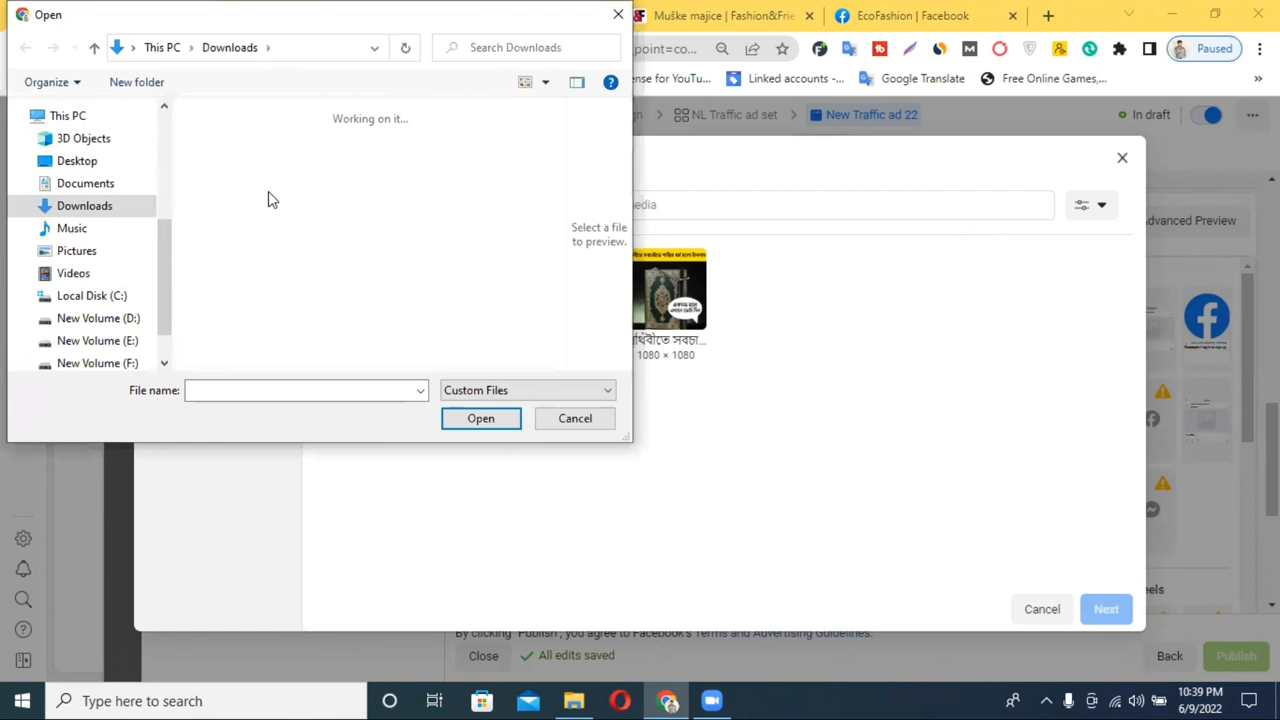 Open
Muške majice | Fashion&Frie
EcoFashion | Facebook
This PC
Downloads
Search Downloads
_point=co...
Paused
Organize
New folder
ense for YouTu...
Linked accounts -...
Google Translate
Free Online Games,...
»
This PC
3D Objects
Desktop
Documents
Downloads
Music
Pictures
Videos
Local Disk (C:)
New Volume (D:)
New Volume (E:)
New Volume (F:)
Working on it...
Select a file
to preview.
File name:
Custom Files
Open
Cancel
gn
NL Traffic ad set
New Traffic ad 22
In draft
edia
dvanced Preview
1080 × 1080
eels
Cancel
Next
By clicking "Publish", you agree to Facebook's Terms and Advertising Guidelines.
Close
All edits saved
Back
Publish
Type here to search
10:39 PM
6/9/2022